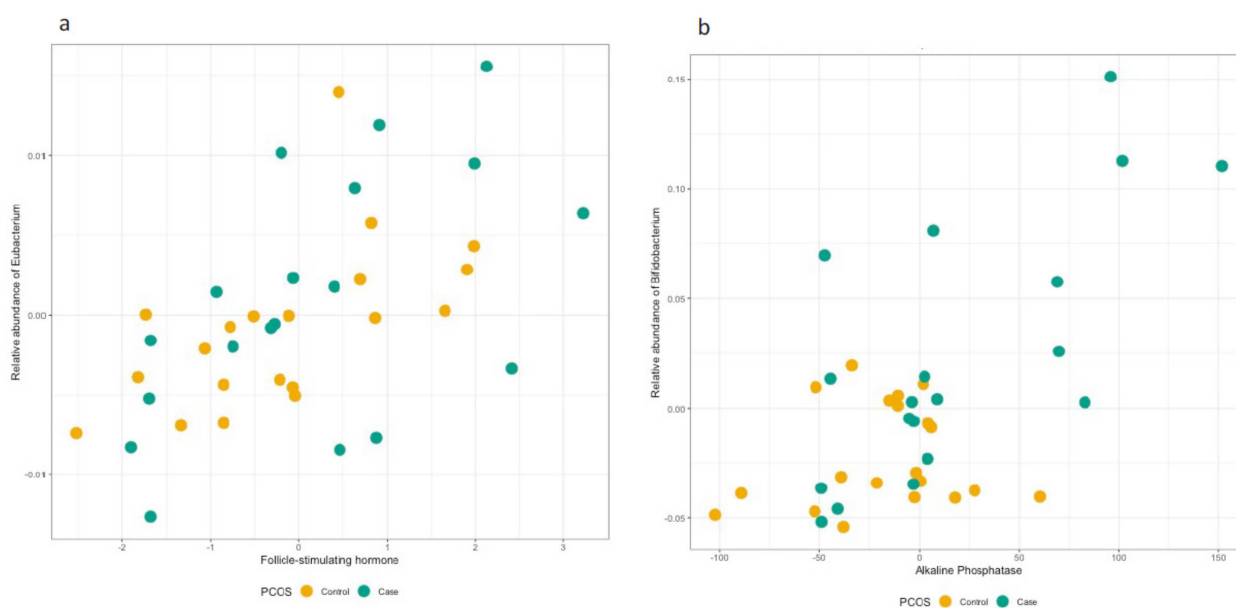 a
Relative abundance of Eubacterium
0.01
0.00
-0.01
-2 -1 0 1 2 3
Follicle-stimulating hormone
PCOS Control Case
b
Relative abundance of Bifidobacterium
0.15
0.10
0.05
0.00
-0.05
-100 -50 0 50 100 150
Alkaline Phosphatase
PCOS Control Case